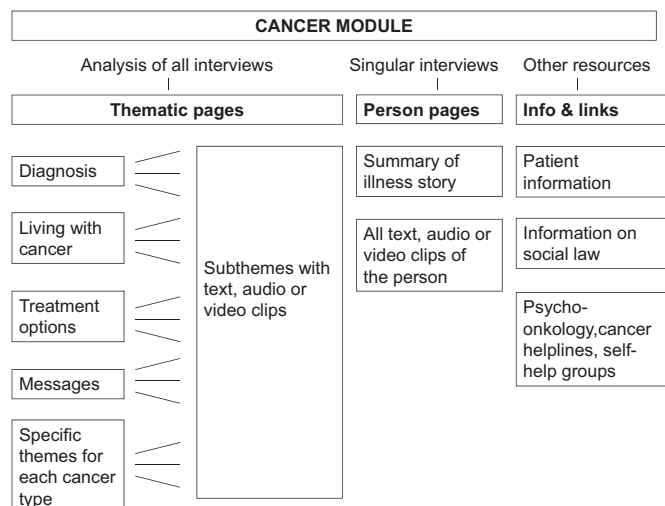 CANCER MODULE
Analysis of all interviews
Singular interviews
Other resources
Thematic pages
Person pages
Info & links
Diagnosis
Living with
cancer
Treatment
options
Messages
Specific
themes for
each cancer
type
Subthemes with
text, audio or
video clips
Summary of
illness story
All text, audio or
video clips of
the person
Patient
information
Information on
social law
Psycho-
onkology,cancer
helplines, self-
help groups